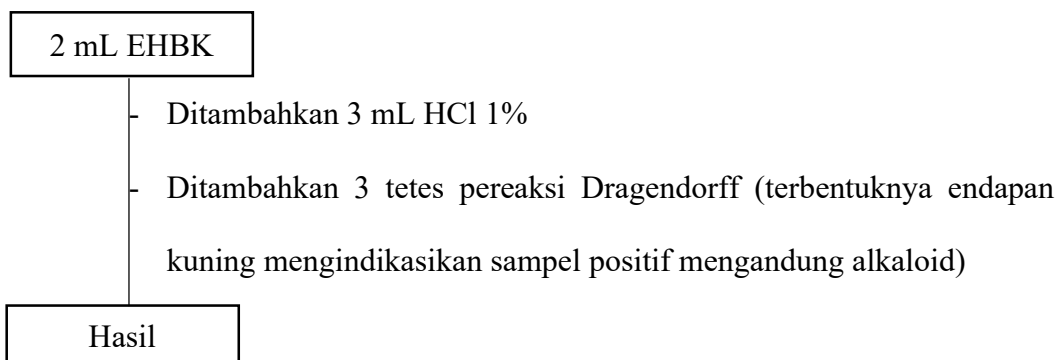 2 mL EHBK
- Ditambahkan 3 mL HCl 1%
- Ditambahkan 3 tetes pereaksi Dragendorff (terbentuknya endapan
kuning mengindikasikan sampel positif mengandung alkaloid)
Hasil